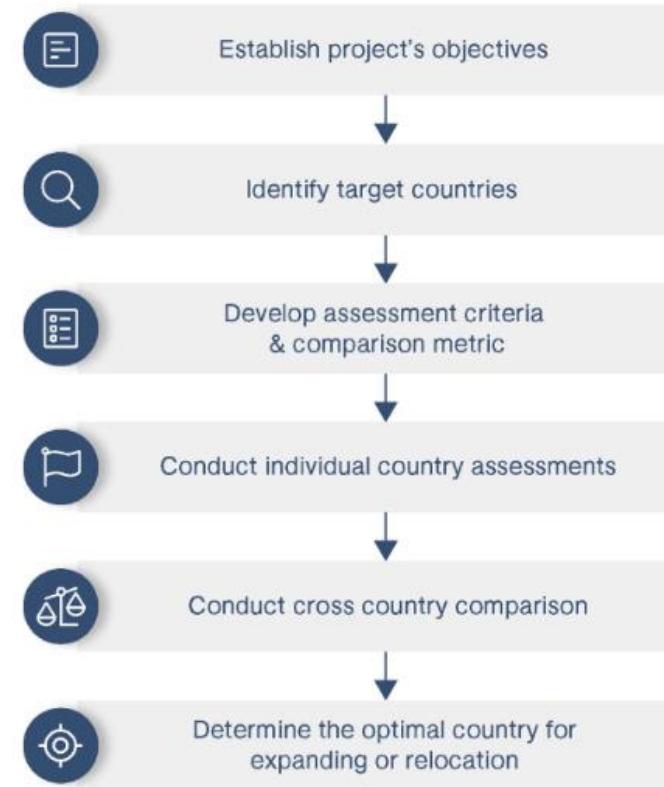 Establish project's objectives
Identify target countries
Develop assessment criteria
& comparison metric
Conduct individual country assessments
Conduct cross country comparison
Determine the optimal country for
expanding or relocation